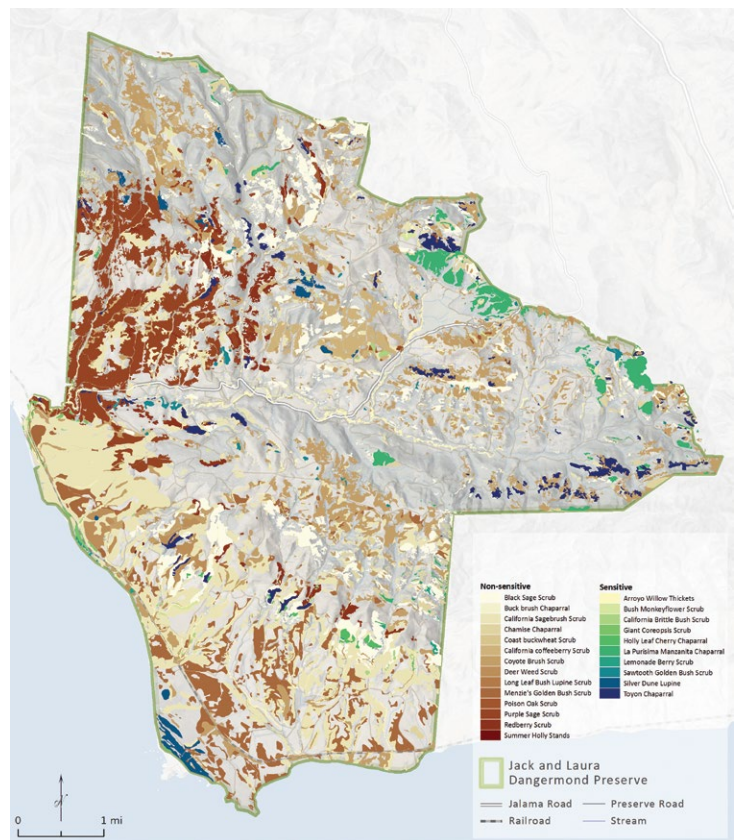 Non-sensitive
Black Sage Scrub
Buck brush Chaparral
California Sagebrush Scrub
Chamise Chaparral
Coast buckwheat Scrub
California coffeeberry Scrub
Coyote Brush Scrub
Deer Weed Scrub
Long Leaf Bush Lupine Scrub
Menzie's Golden Bush Scrub
Poison Oak Scrub
Purple Sage Scrub
Redberry Scrub
Summer Holly Stands
Sensitive
Arroyo Willow Thickets
Bush Monkeyflower Scrub
California Brittle Bush Scrub
Giant Coreopsis Scrub
Holly Leaf Cherry Chaparral
La Purisima Manzanita Chaparral
Lemonade Berry Scrub
Sawtooth Golden Bush Scrub
Silver Dune Lupine
Toyon Chaparral
Jack and Laura
Dangermond Preserve
Jalama Road
Preserve Road
Railroad
Stream
N
0 1 mi